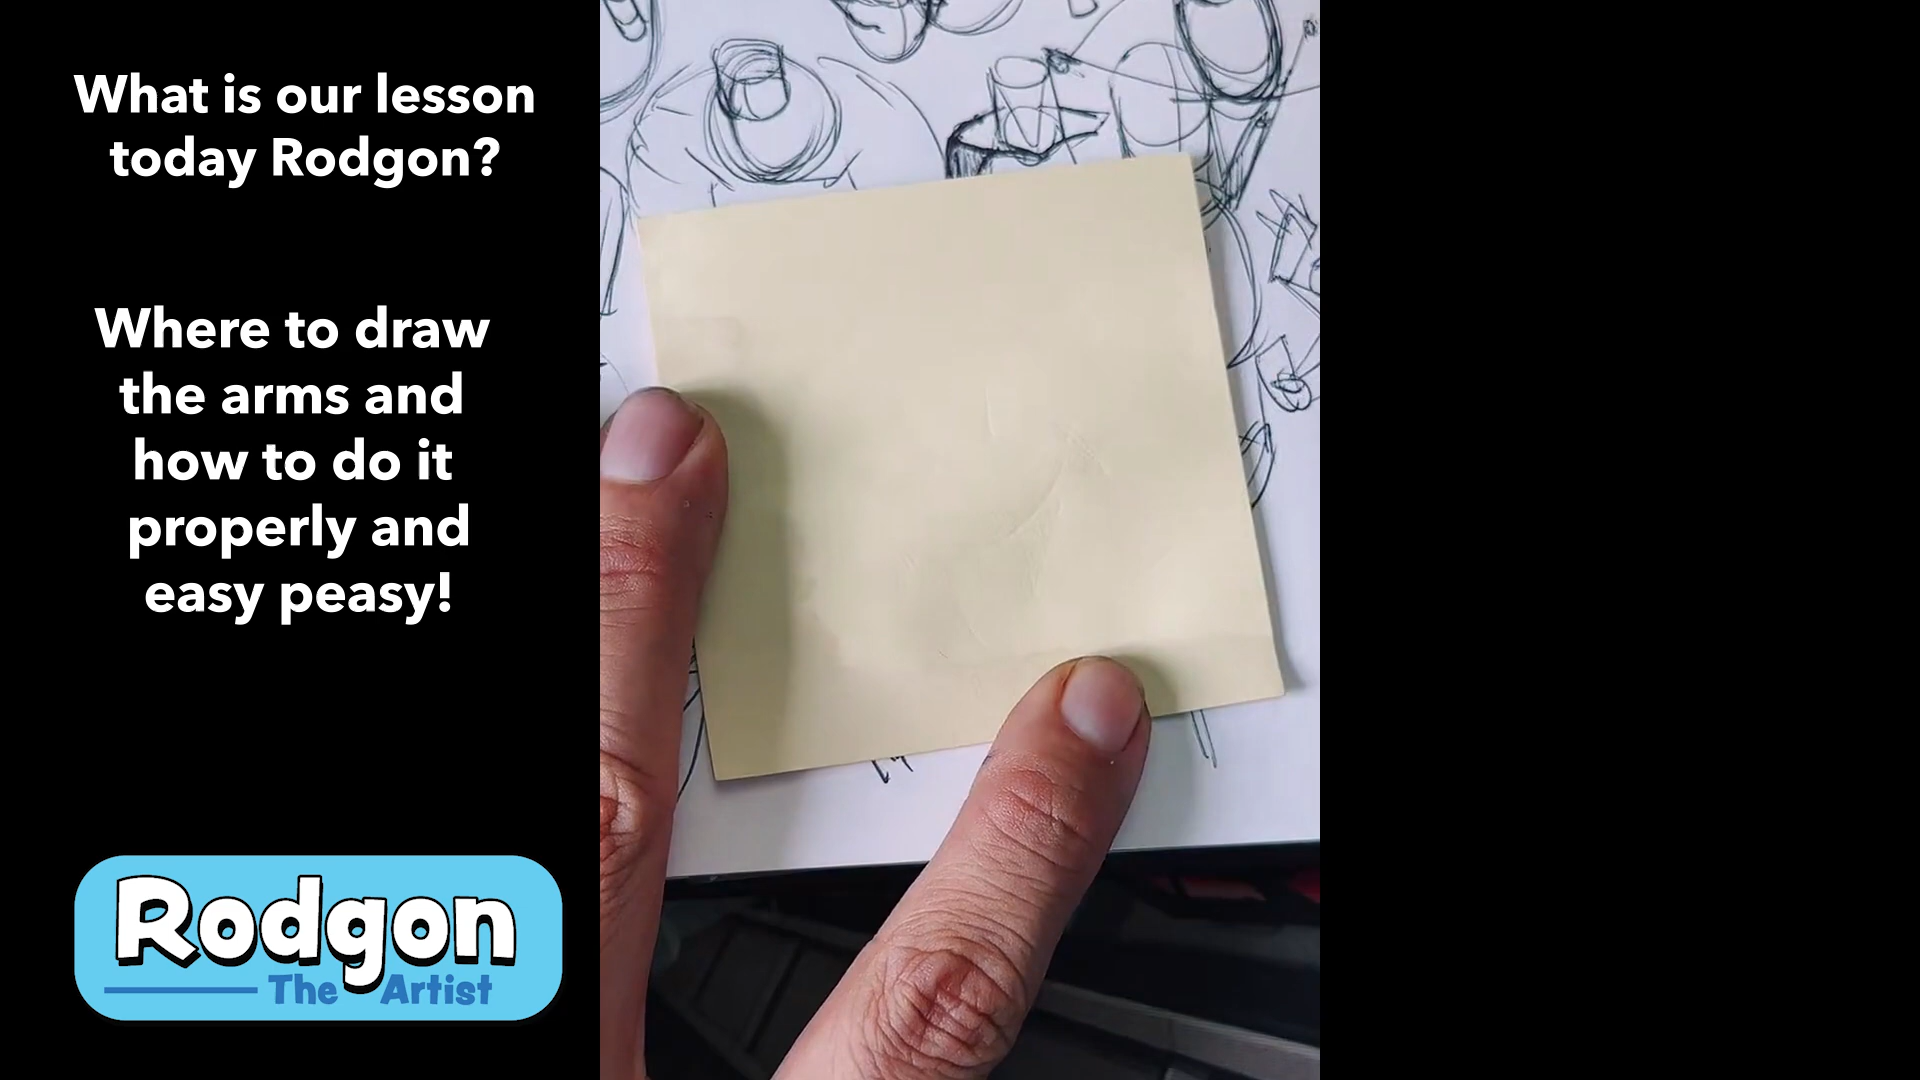 What is our lesson
today Rodgon?
Where to draw
the arms and
how to do it
properly and
easy peasy!
Rodgon
The Artist